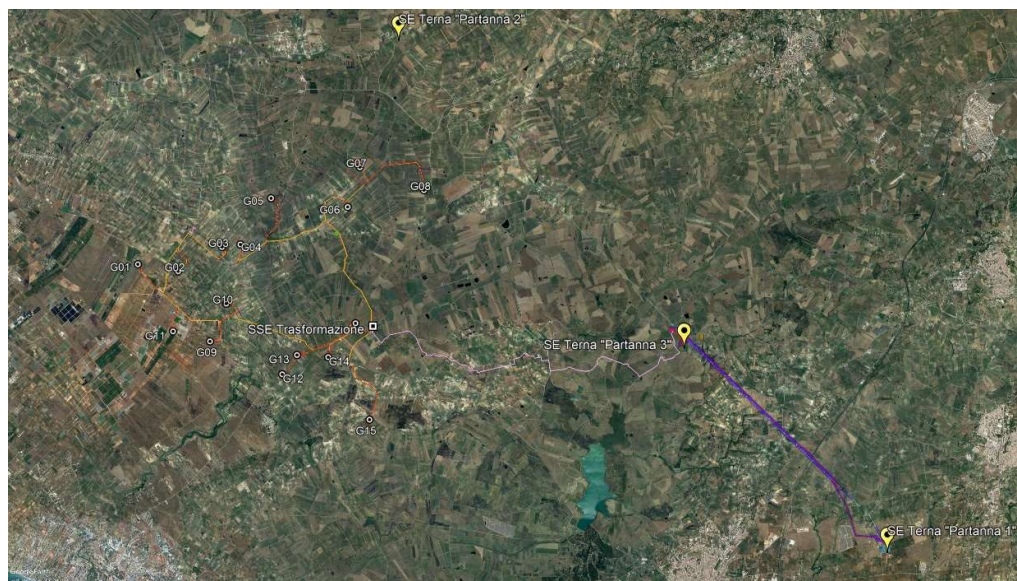 SE Terna "Partanna 2"
G07
G08
G05
G06
G03
G04
G01
G02
G10
SSE Trasformazione
G11
G09
SE Terna "Partanna 3"
G13
G14
G12
G15
SE Terna "Partanna 1"